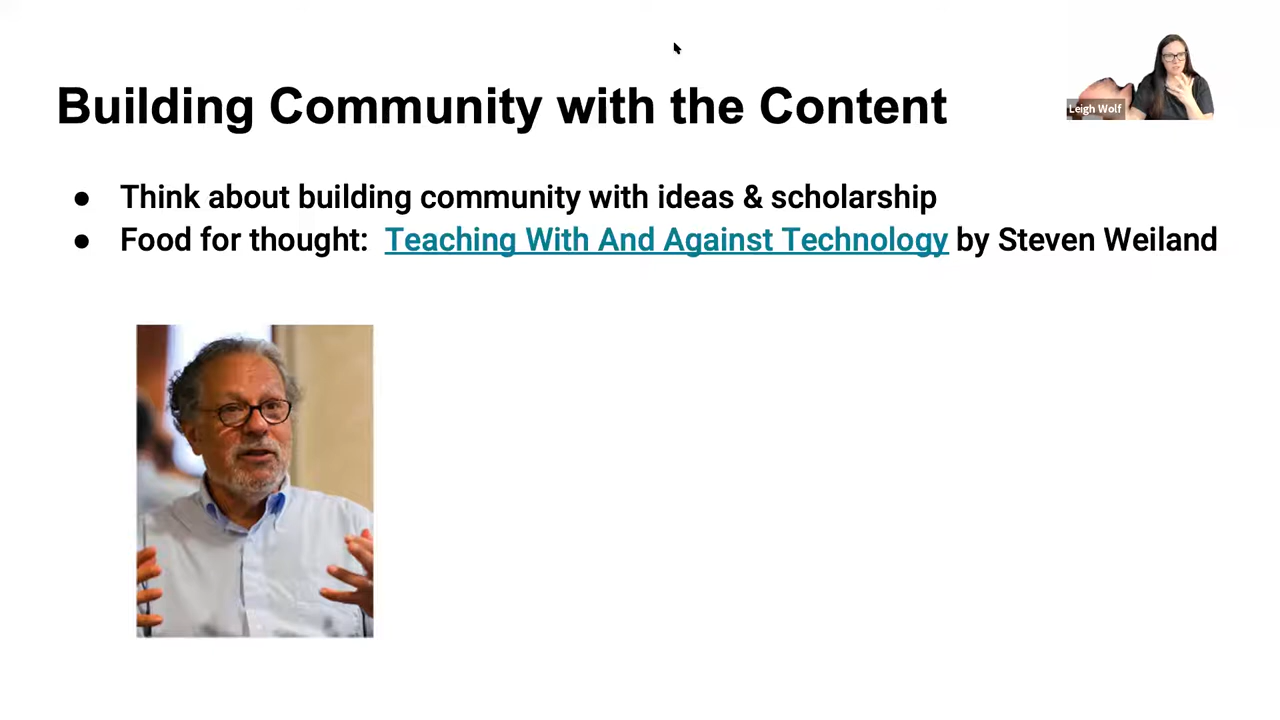 Building Community with the Content
Leigh Wolf
● Think about building community with ideas & scholarship
● Food for thought: Teaching With And Against Technology by Steven Weiland